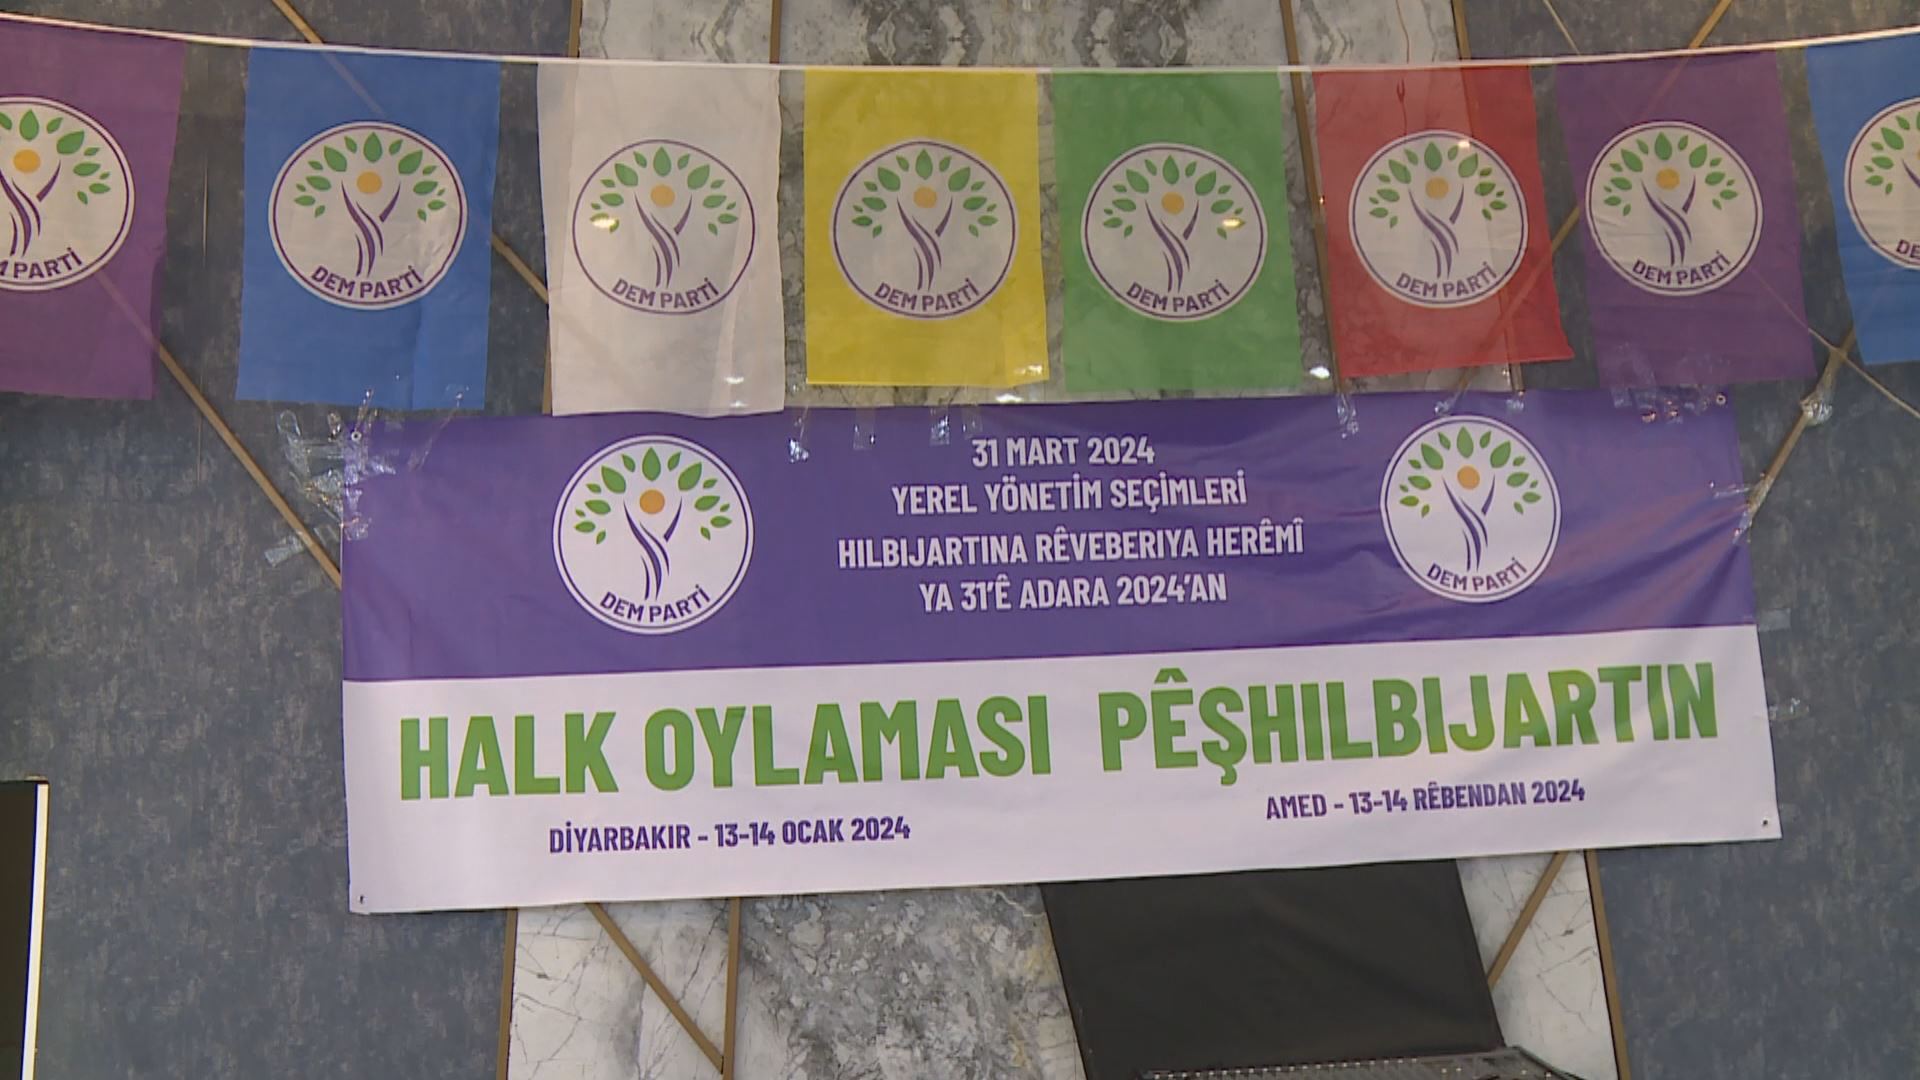 M PARTİ
DEM PARTİ
DEM PARTİ
DEM PARTİ
DEM PARTİ
DEM PARTİ
DEM PARTİ
DE
31 MART 2024
YEREL YÖNETİM SEÇİMLERİ
HILBIJARTINA RÊVEBERIYA HERÊMÎ
YA 31'Ê ADARA 2024'AN
DEM PARTİ
DEM PARTİ
HALK OYLAMASI PÊŞHILBIJARTIN
DİYARBAKIR - 13-14 OCAK 2024
AMED - 13-14 RÊBENDAN 2024